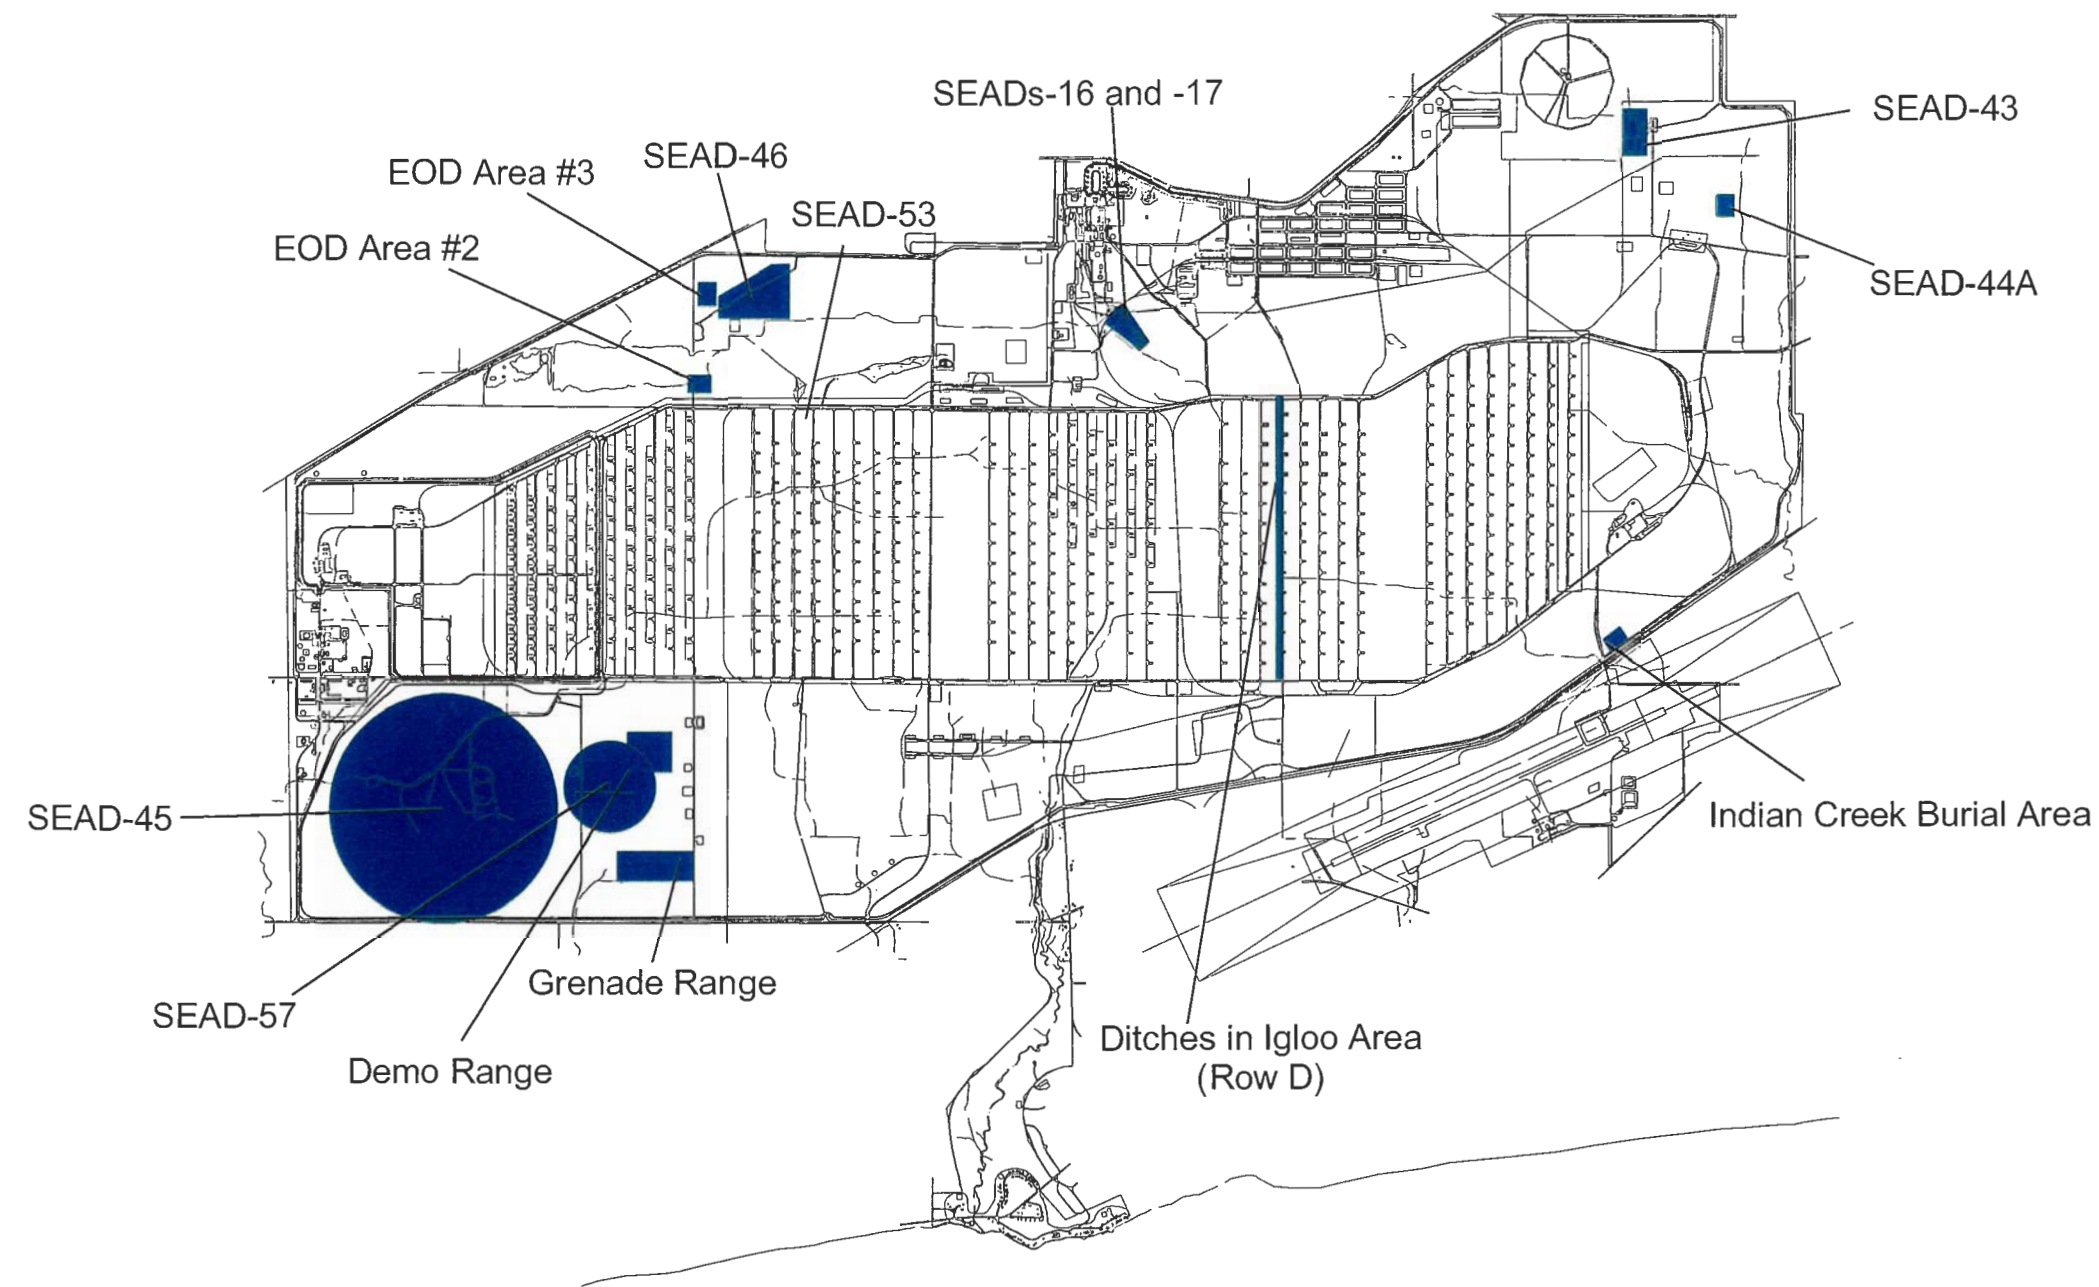 SEADs-16 and -17
SEAD-43
SEAD-46
EOD Area #3
SEAD-53
EOD Area #2
SEAD-44A
SEAD-45
Indian Creek Burial Area
Grenade Range
SEAD-57
Ditches in Igloo Area
(Row D)
Demo Range